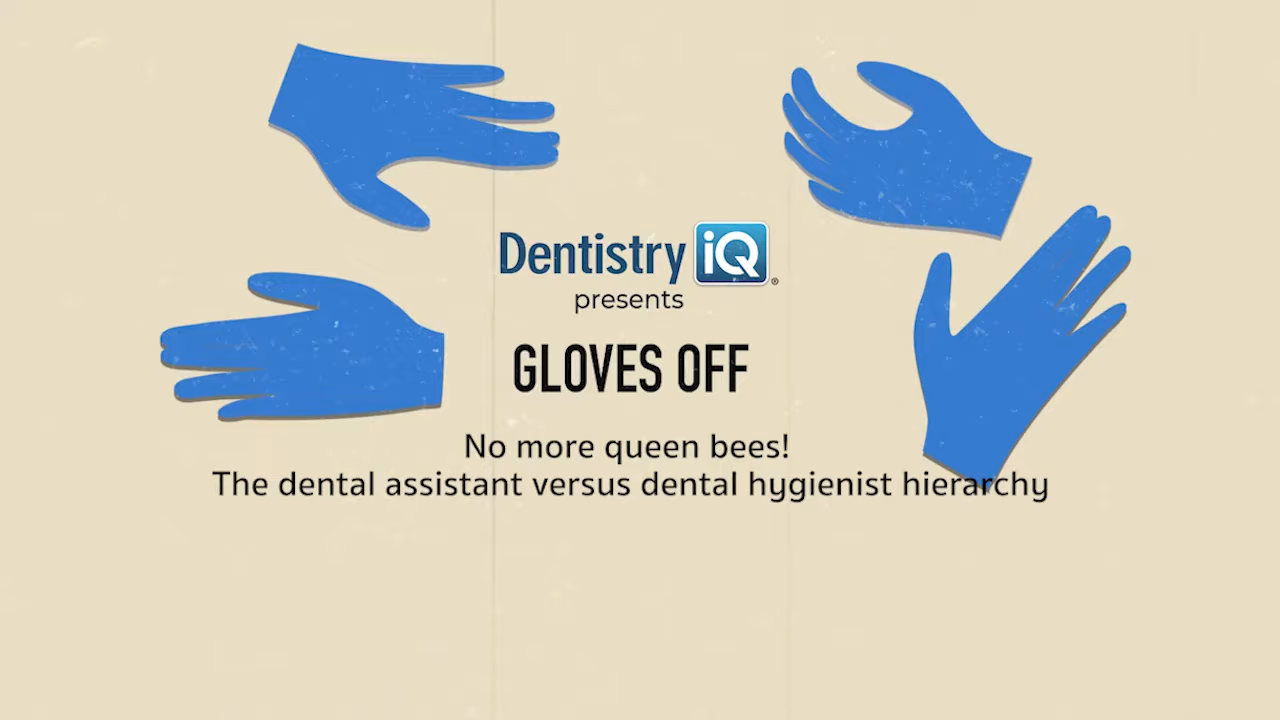 Dentistry iQ®
presents
GLOVES OFF
No more queen bees!
The dental assistant versus dental hygienist hierarchy